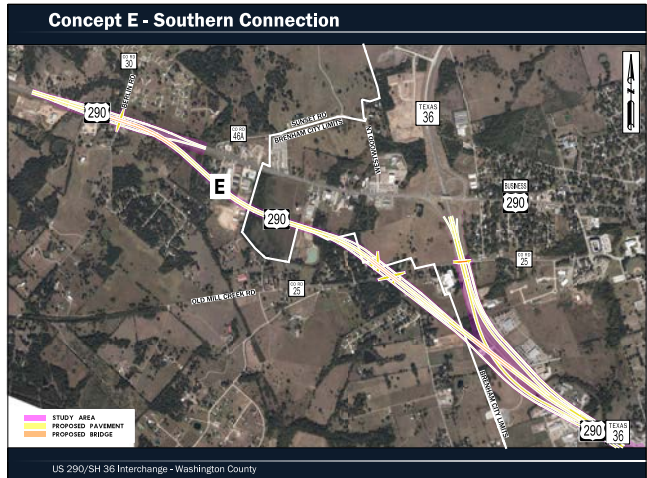 Concept E - Southern Connection
CO RD
30
BERLIN RD
290
CO RD
46A
SUNSET RD
BRENHAM CITY LIMITS
TEXAS
36
E
290
BUSINESS
290
CO RD
25
CO RD
25
OLD MILL CREEK RD
BRENHAM CITY LIMITS
290
TEXAS
36
STUDY AREA
PROPOSED PAVEMENT
PROPOSED BRIDGE
US 290/SH 36 Interchange - Washington County